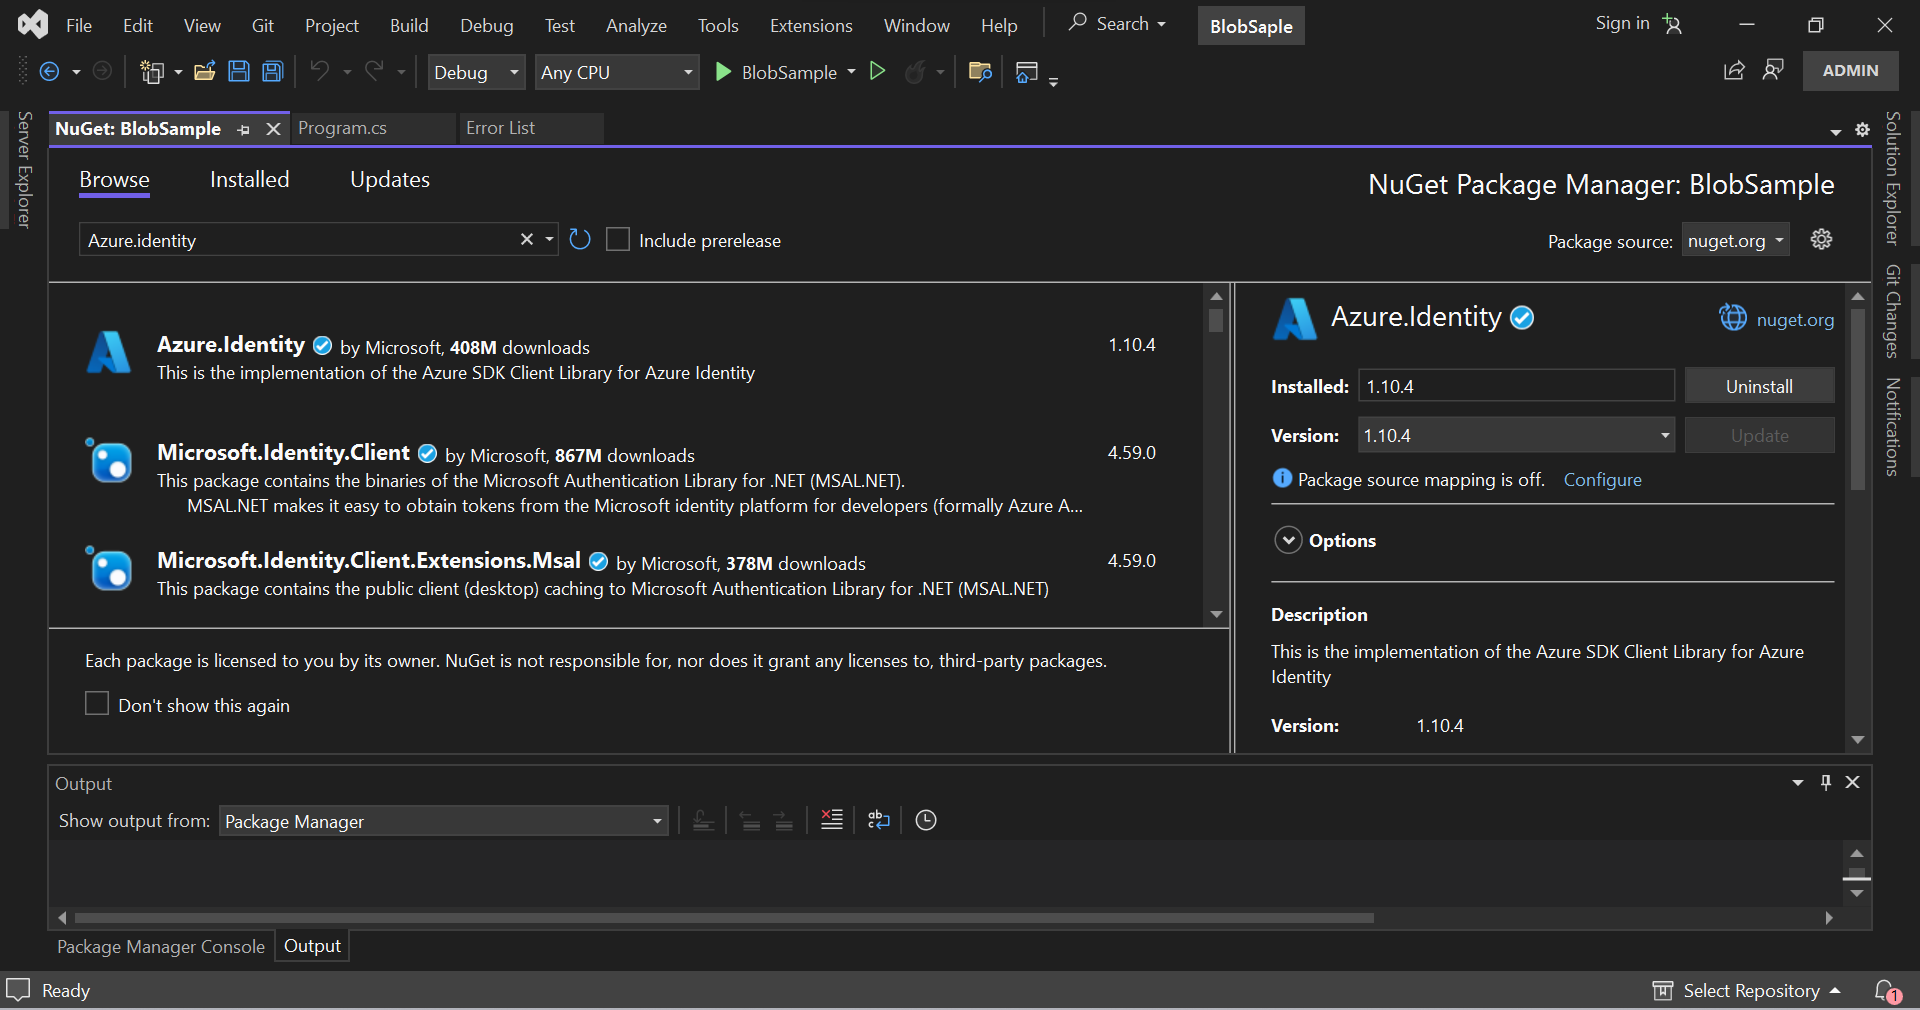 File Edit View Git Project Build Debug Test Analyze Tools Extensions Window Help Search BlobSaple Sign in
Debug Any CPU BlobSample ADMIN
Server Explorer
NuGet: BlobSample Program.cs Error List
Browse Installed Updates
NuGet Package Manager: BlobSample
Azure.identity Include prerelease
Package source: nuget.org
Azure.Identity by Microsoft, 408M downloads 1.10.4
This is the implementation of the Azure SDK Client Library for Azure Identity
Microsoft.Identity.Client by Microsoft, 867M downloads 4.59.0
This package contains the binaries of the Microsoft Authentication Library for .NET (MSAL.NET).
MSAL.NET makes it easy to obtain tokens from the Microsoft identity platform for developers (formally Azure A...
Microsoft.Identity.Client.Extensions.Msal by Microsoft, 378M downloads 4.59.0
This package contains the public client (desktop) caching to Microsoft Authentication Library for .NET (MSAL.NET)
Each package is licensed to you by its owner. NuGet is not responsible for, nor does it grant any licenses to, third-party packages.
Don't show this again
Azure.Identity nuget.org
Installed: 1.10.4 Uninstall
Version: 1.10.4 Update
Package source mapping is off. Configure
Options
Description
This is the implementation of the Azure SDK Client Library for Azure
Identity
Version: 1.10.4
Solution Explorer
Git Changes
Notifications
Output
Show output from: Package Manager
Package Manager Console Output
Ready Select Repository 1